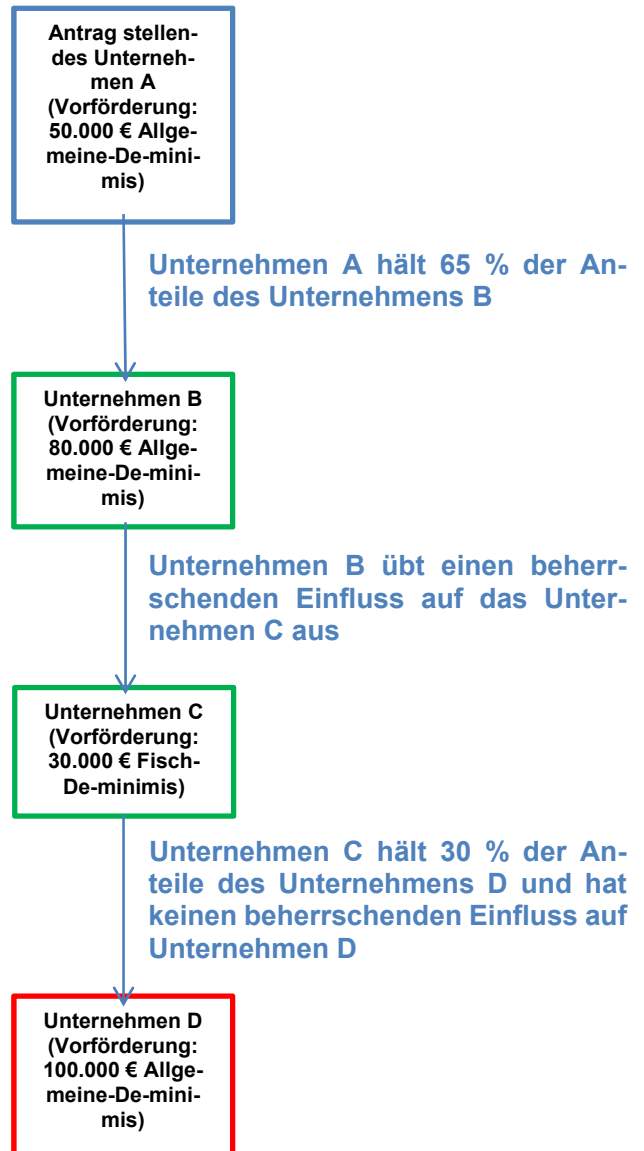 Antrag stellen-
des Unterneh-
men A
(Vorförderung:
50.000 € Allge-
meine-De-mini-
mis)
Unternehmen A hält 65 % der An-
teile des Unternehmens B
Unternehmen B
(Vorförderung:
80.000 € Allge-
meine-De-mini-
mis)
Unternehmen B übt einen beherr-
schenden Einfluss auf das Unter-
nehmen C aus
Unternehmen C
(Vorförderung:
30.000 € Fisch-
De-minimis)
Unternehmen C hält 30 % der An-
teile des Unternehmens D und hat
keinen beherrschenden Einfluss auf
Unternehmen D
Unternehmen D
(Vorförderung:
100.000 € Allge-
meine-De-mini-
mis)